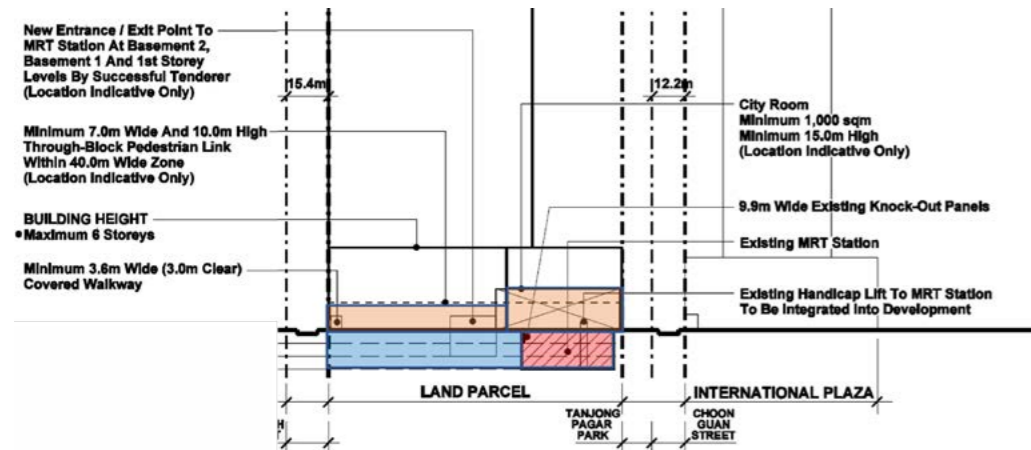 New Entrance / Exit Point To
MRT Station At Basement 2,
Basement 1 And 1st Storey
Levels By Successful Tenderer
(Location Indicative Only)
15.4m
12.2m
City Room
Minimum 1,000 sqm
Minimum 15.0m High
(Location Indicative Only)
Minimum 7.0m Wide And 10.0m High
Through-Block Pedestrian Link
Within 40.0m Wide Zone
(Location Indicative Only)
9.9m Wide Existing Knock-Out Panels
BUILDING HEIGHT
•Maximum 6 Storeys
Existing MRT Station
Minimum 3.6m Wide (3.0m Clear)
Covered Walkway
Existing Handicap Lift To MRT Station
To Be Integrated Into Development
LAND PARCEL
INTERNATIONAL PLAZA
TANJONG
PAGAR
PARK
CHOON
GUAN
STREET